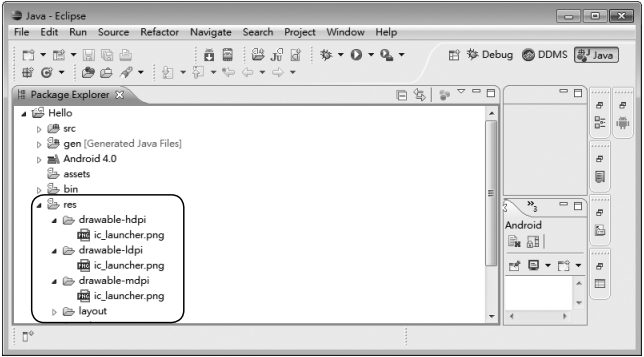 Java - Eclipse
File Edit Run Source Refactor Navigate Search Project Window Help
Debug DDMS Java
Package Explorer
Hello
src
gen [Generated Java Files]
Android 4.0
assets
bin
res
drawable-hdpi
ic_launcher.png
drawable-ldpi
ic_launcher.png
drawable-mdpi
ic_launcher.png
layout
»3
Android